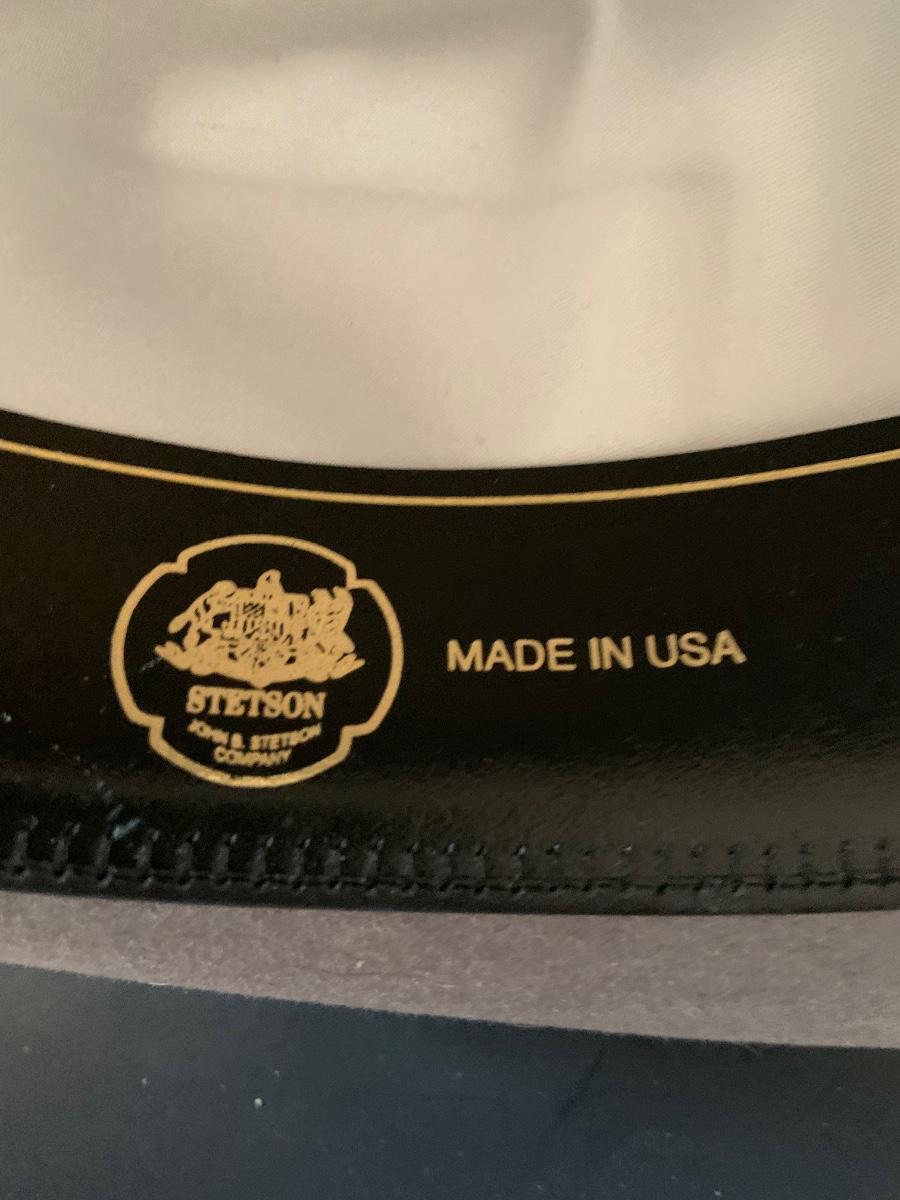 STETSON
JOHN B. STETSON
COMPANY
MADE IN USA